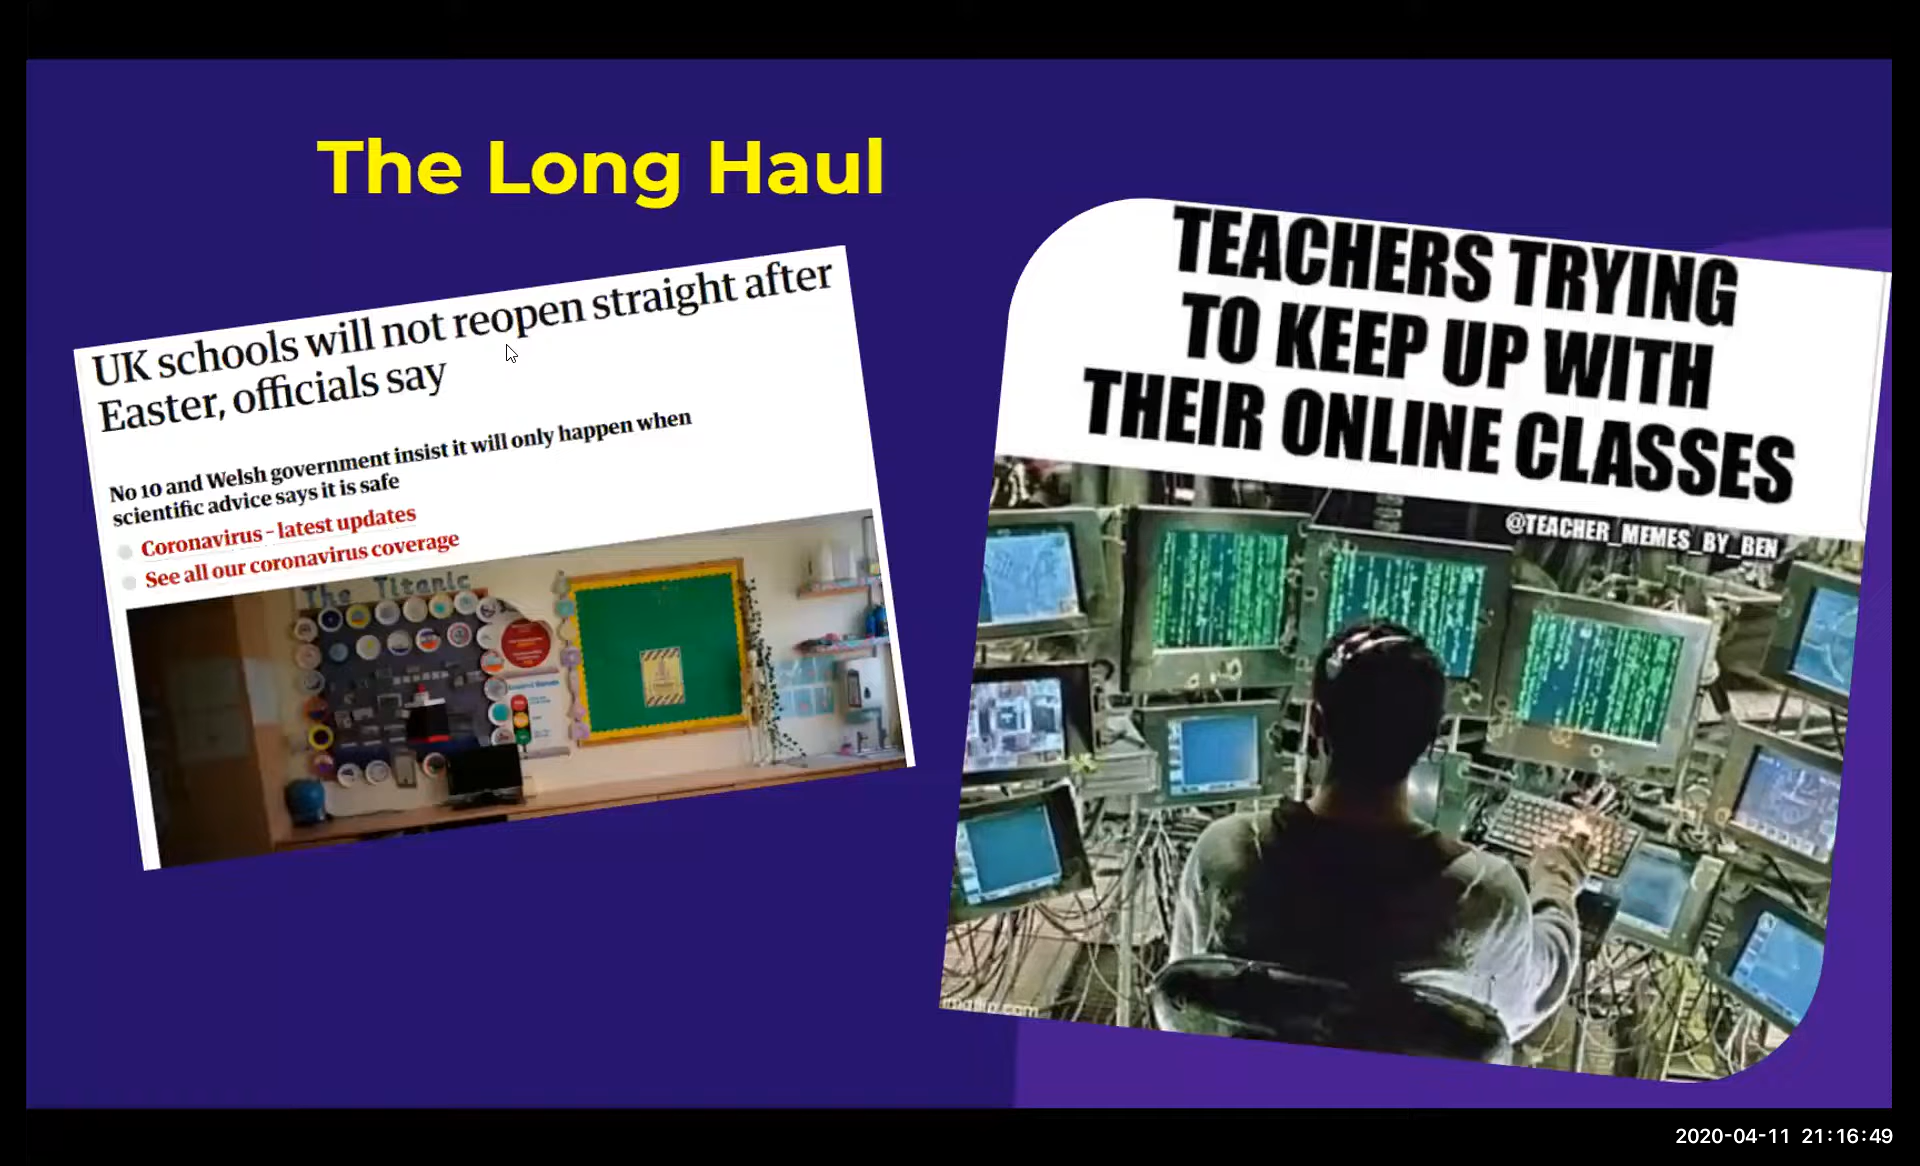 The Long Haul
UK schools will not reopen straight after
Easter, officials say
No 10 and Welsh government insist it will only happen when
scientific advice says it is safe
Coronavirus - latest updates
See all our coronavirus coverage
The Titanic
TEACHERS TRYING
TO KEEP UP WITH
THEIR ONLINE CLASSES
@TEACHER_MEMES_BY_BEN
imgflip.com
2020-04-11 21:16:49